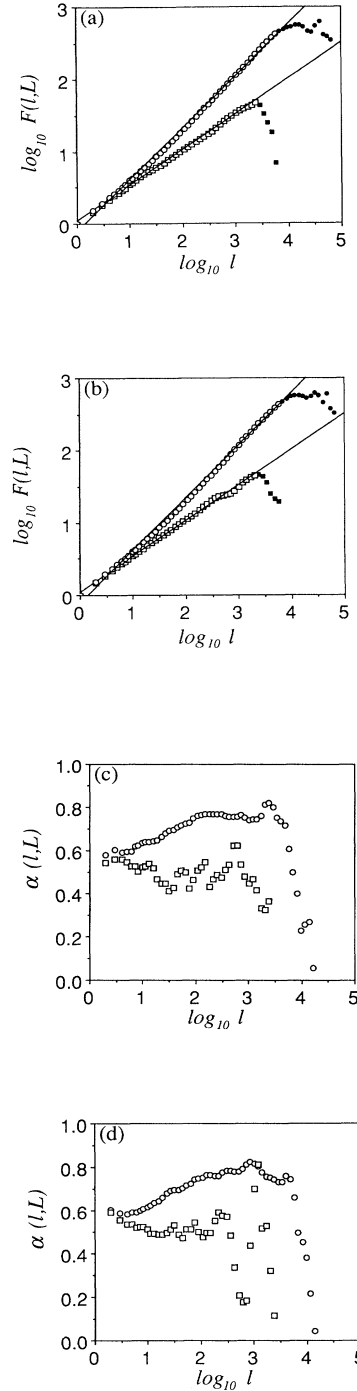 (a)
3
2
1
0
log₁₀ F(l,L)
0 1 2 3 4 5
log₁₀ l
(b)
3
2
1
0
log₁₀ F(l,L)
0 1 2 3 4 5
log₁₀ l
(c)
1.0
0.8
0.6
0.4
0.2
0.0
α (l,L)
0 1 2 3 4 5
log₁₀ l
(d)
1.0
0.8
0.6
0.4
0.2
0.0
α (l,L)
0 1 2 3 4 5
log₁₀ l